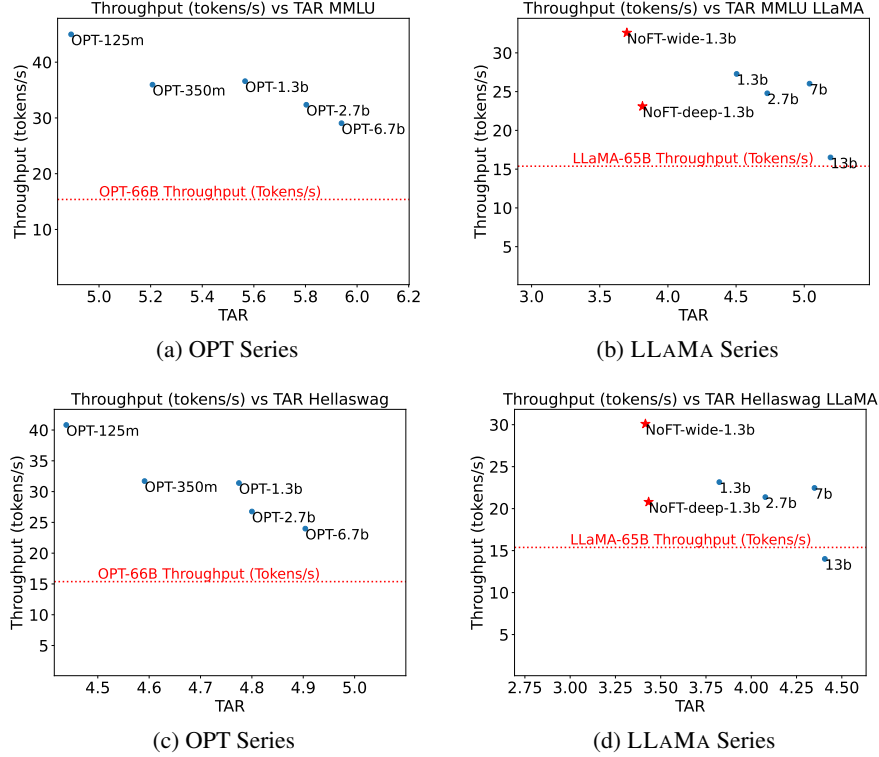 Throughput (tokens/s) vs TAR MMLU
Throughput (tokens/s)
40
30
20
10
OPT-125m
OPT-350m
OPT-1.3b
OPT-2.7b
OPT-6.7b
OPT-66B Throughput (Tokens/s)
5.0 5.2 5.4 5.6 5.8 6.0 6.2
TAR
(a) OPT Series
Throughput (tokens/s) vs TAR MMLU LLaMA
Throughput (tokens/s)
30
25
20
15
10
5
NoFT-wide-1.3b
1.3b
7b
2.7b
NoFT-deep-1.3b
LLaMA-65B Throughput (Tokens/s)
13b
3.0 3.5 4.0 4.5 5.0
TAR
(b) LLAMA Series
Throughput (tokens/s) vs TAR Hellaswag
Throughput (tokens/s)
40
35
30
25
20
15
10
5
OPT-125m
OPT-350m
OPT-1.3b
OPT-2.7b
OPT-6.7b
OPT-66B Throughput (Tokens/s)
4.5 4.6 4.7 4.8 4.9 5.0
TAR
(c) OPT Series
Throughput (tokens/s) vs TAR Hellaswag LLaMA
Throughput (tokens/s)
30
25
20
15
10
5
NoFT-wide-1.3b
1.3b
7b
2.7b
NoFT-deep-1.3b
LLaMA-65B Throughput (Tokens/s)
13b
2.75 3.00 3.25 3.50 3.75 4.00 4.25 4.50
TAR
(d) LLAMA Series